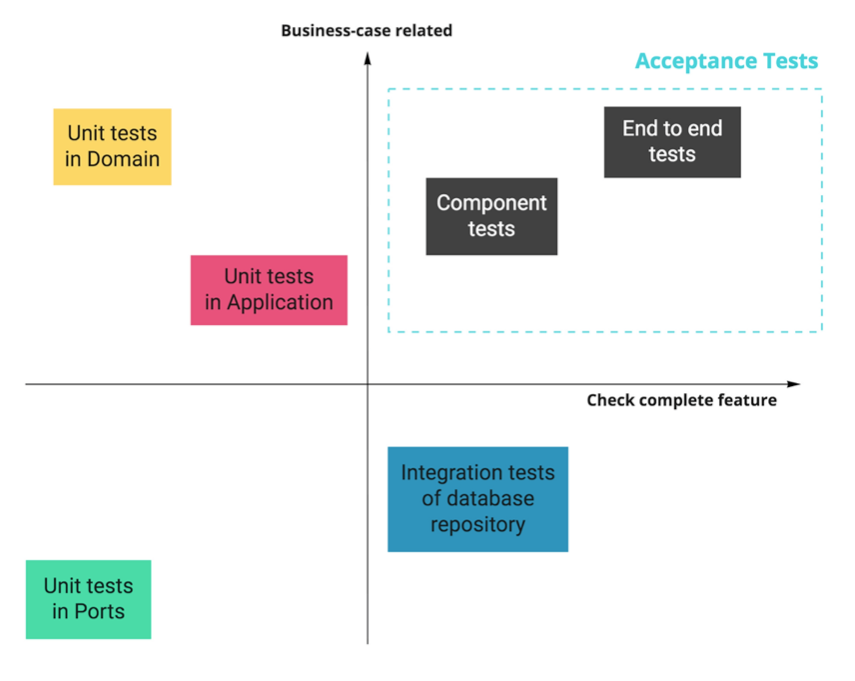 Business-case related
Acceptance Tests
Unit tests
in Domain
End to end
tests
Component
tests
Unit tests
in Application
Check complete feature
Integration tests
of database
repository
Unit tests
in Ports